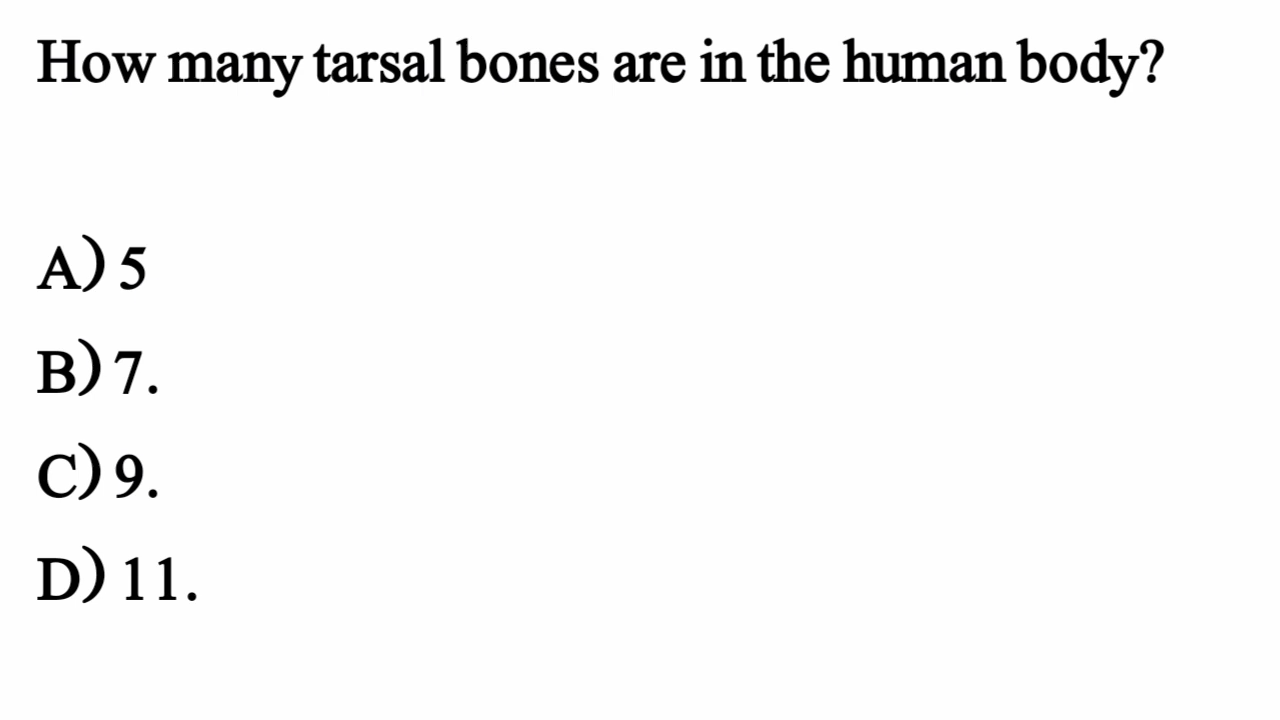 How many tarsal bones are in the human body?
A) 5
B) 7.
C) 9.
D) 11.